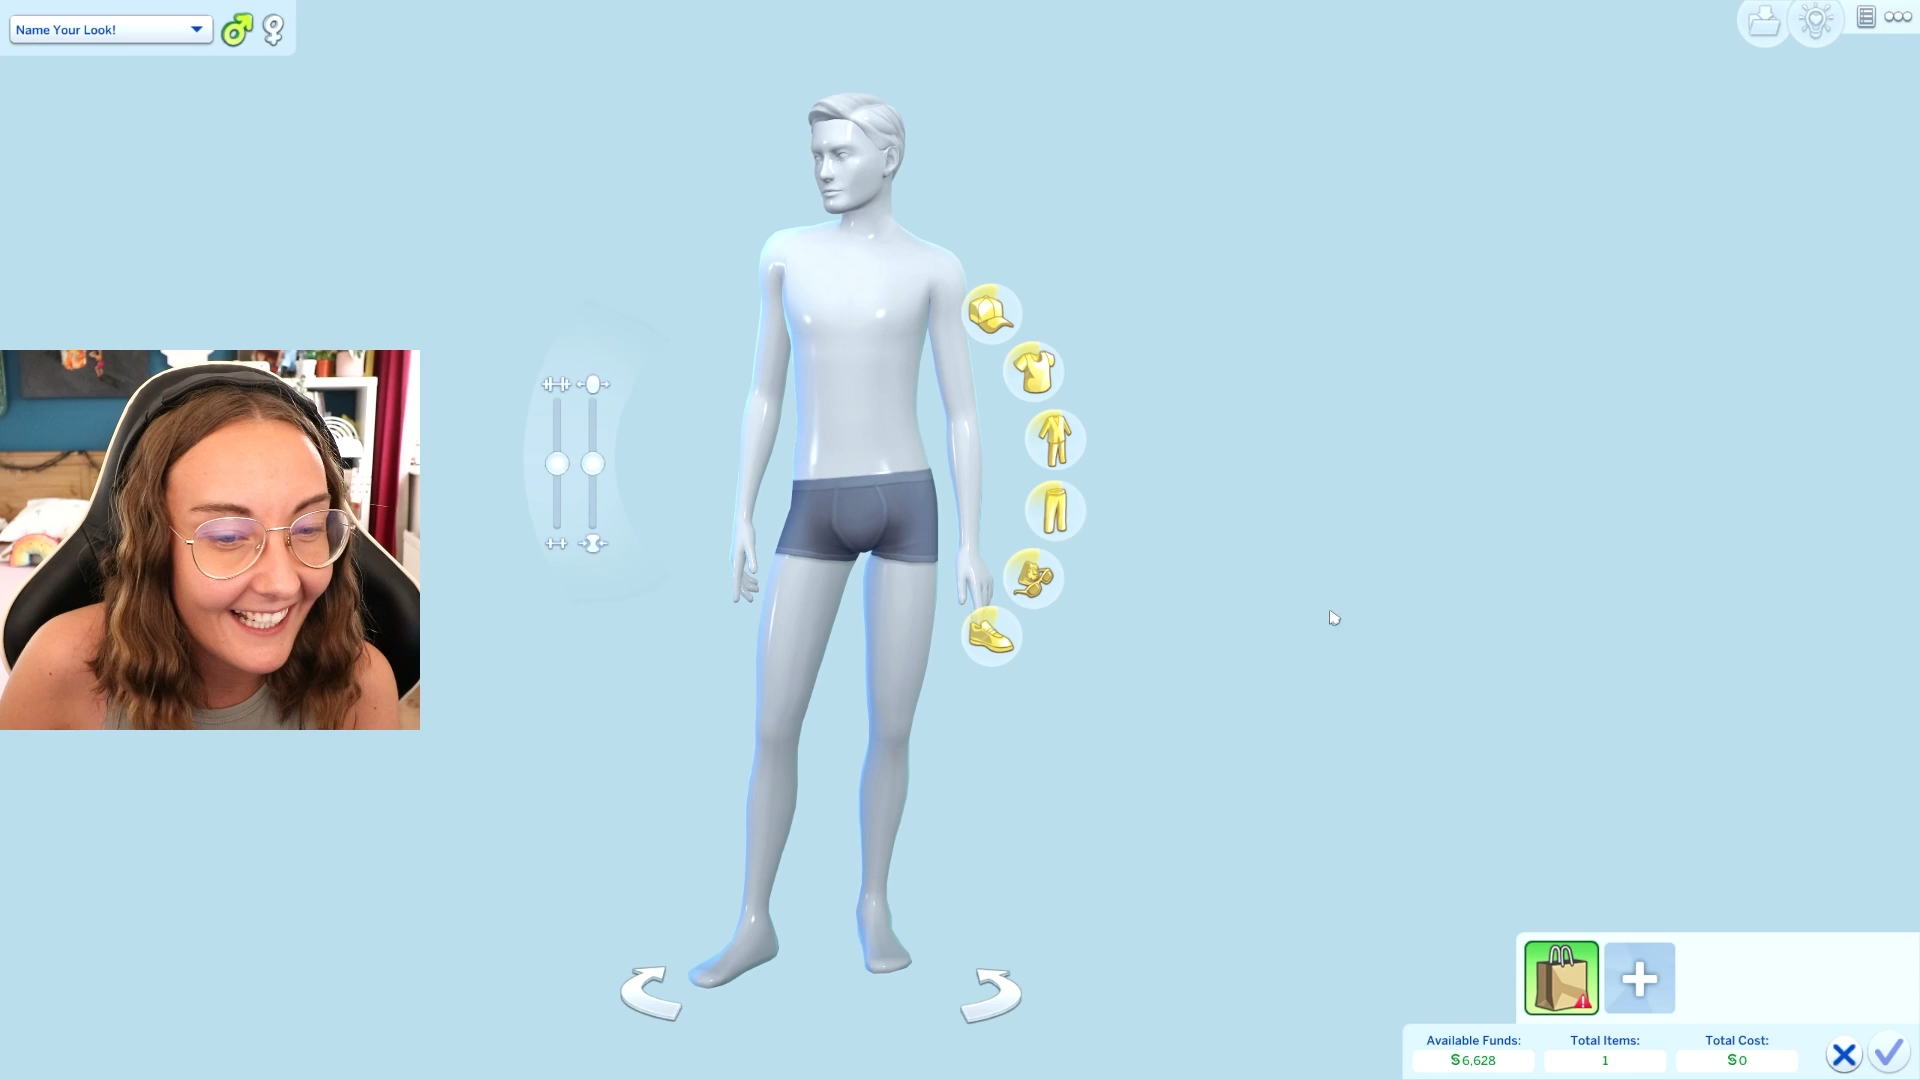 Name Your Look!
Available Funds:
Total Items:
Total Cost:
§6,628
1
§0